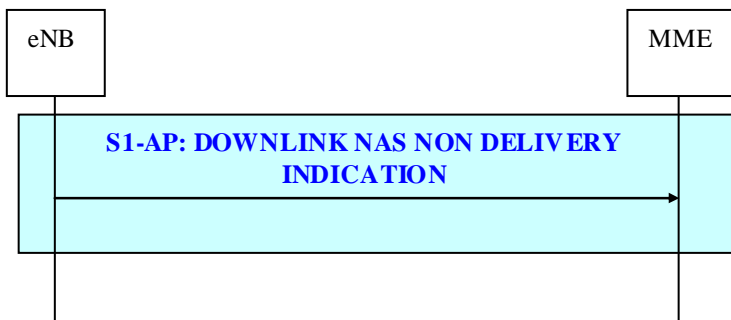 eNB
MME
S1-AP: DOWNLINK NAS NON DELIVERY
INDICATION